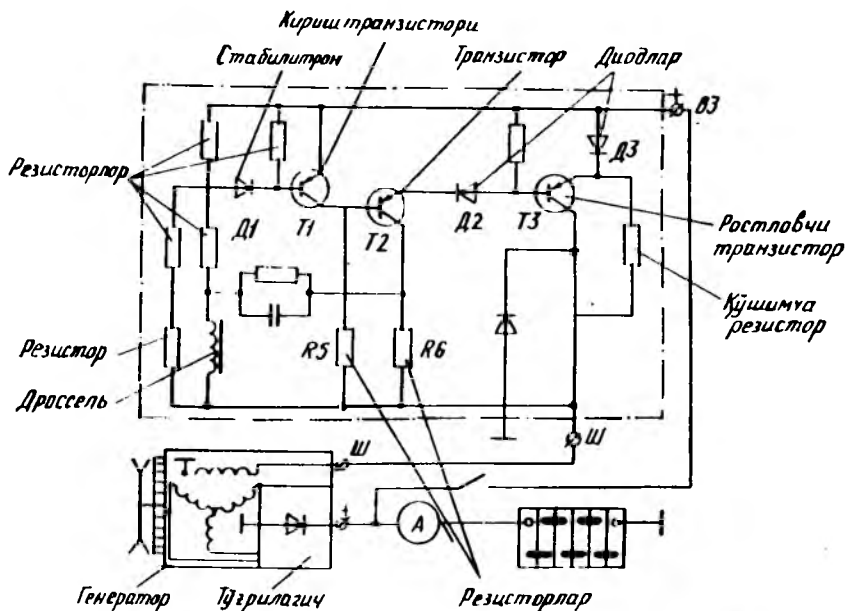 Кириш транзистори
Стабилитрон
Транзистор
Диодлар
+
ВЗ
Д3
Резисторлар
Д1
Т1
Т2
Д2
Т3
Ростловчи
транзистор
Қўшимча
резистор
Резистор
R5
R6
Дроссель
Ш
Ш
+
А
Генератор
Тўғрилагич
Резисторлар